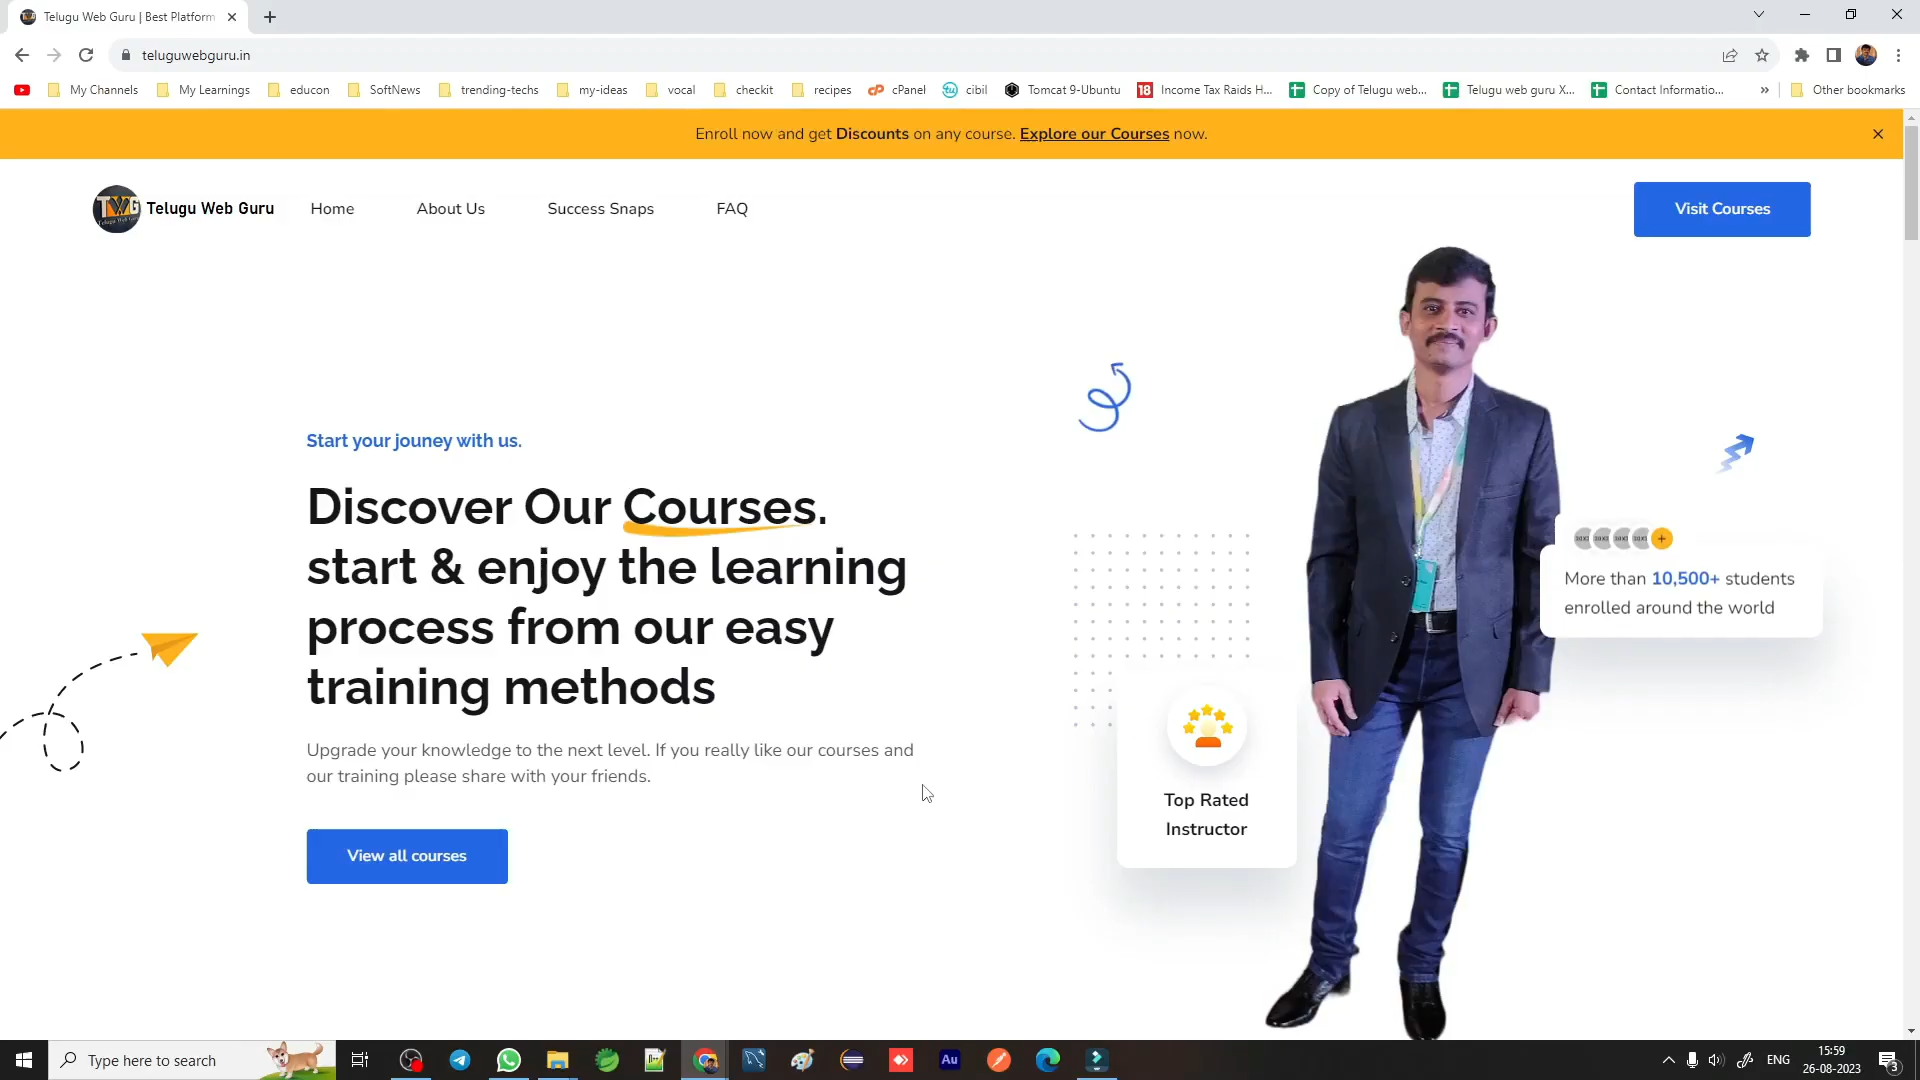 Telugu Web Guru | Best Platform
teluguwebguru.in
My Channels
My Learnings
educon
SoftNews
trending-techs
my-ideas
vocal
checkit
recipes
cPanel
cibil
Tomcat 9-Ubuntu
18
Income Tax Raids H...
Copy of Telugu web...
Telugu web guru X...
Contact Informatio...
Other bookmarks
Enroll now and get Discounts on any course. Explore our Courses now.
TWG
Telugu Web Guru
Home
About Us
Success Snaps
FAQ
Visit Courses
Start your jouney with us.
Discover Our Courses.
start & enjoy the learning
process from our easy
training methods
Upgrade your knowledge to the next level. If you really like our courses and
our training please share with your friends.
View all courses
More than 10,500+ students
enrolled around the world
Top Rated
Instructor
Type here to search
Au
ENG
15:59
26-08-2023
3